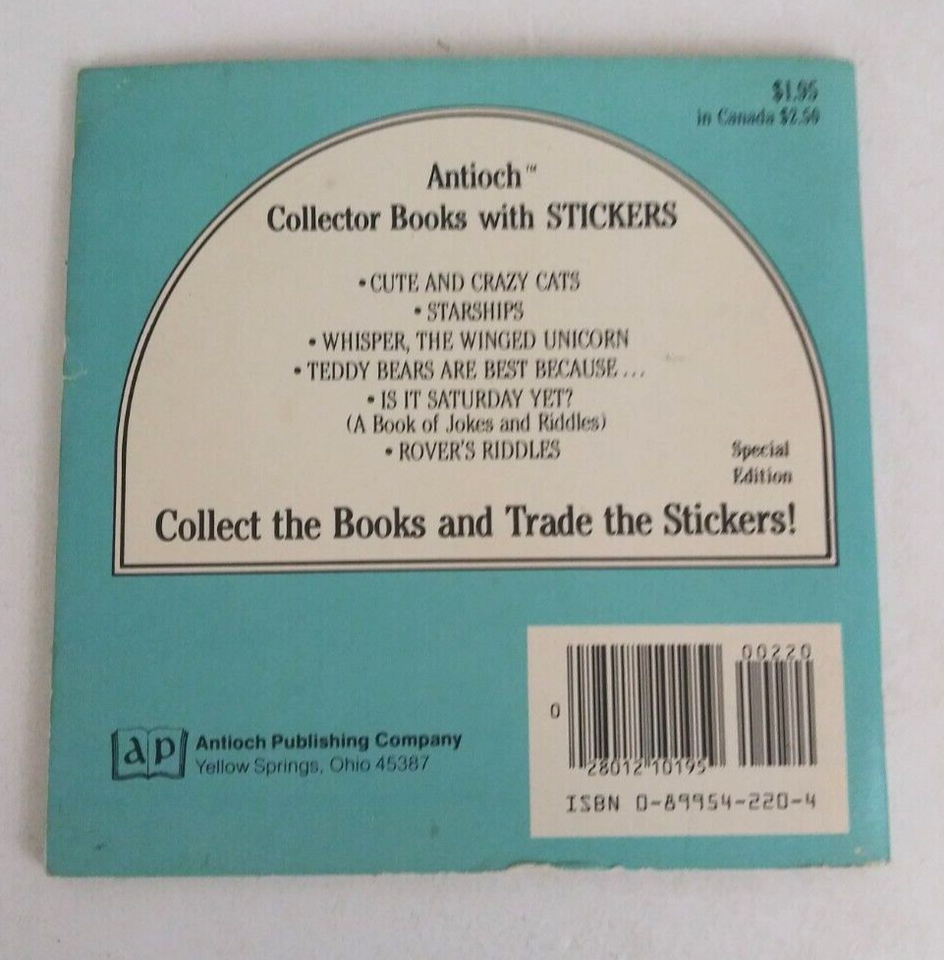 $1.95
in Canada $2.50
Antioch™
Collector Books with STICKERS
• CUTE AND CRAZY CATS
• STARSHIPS
• WHISPER, THE WINGED UNICORN
• TEDDY BEARS ARE BEST BECAUSE...
• IS IT SATURDAY YET?
(A Book of Jokes and Riddles)
• ROVER'S RIDDLES
Special
Edition
Collect the Books and Trade the Stickers!
00220
0
28012 10195
ISBN 0-89954-220-4
ap
Antioch Publishing Company
Yellow Springs, Ohio 45387